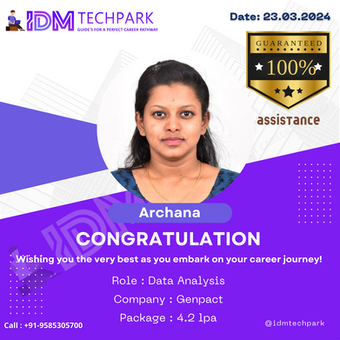 IDM TECHPARK
GUIDE'S FOR A PERFECT CAREER PATHWAY
Date: 23.03.2024
GUARANTEED
100%
assistance
Archana
CONGRATULATION
Wishing you the very best as you embark on your career journey!
Role : Data Analysis
Company : Genpact
Package : 4.2 lpa
Call : +91-9585305700
@idmtechpark